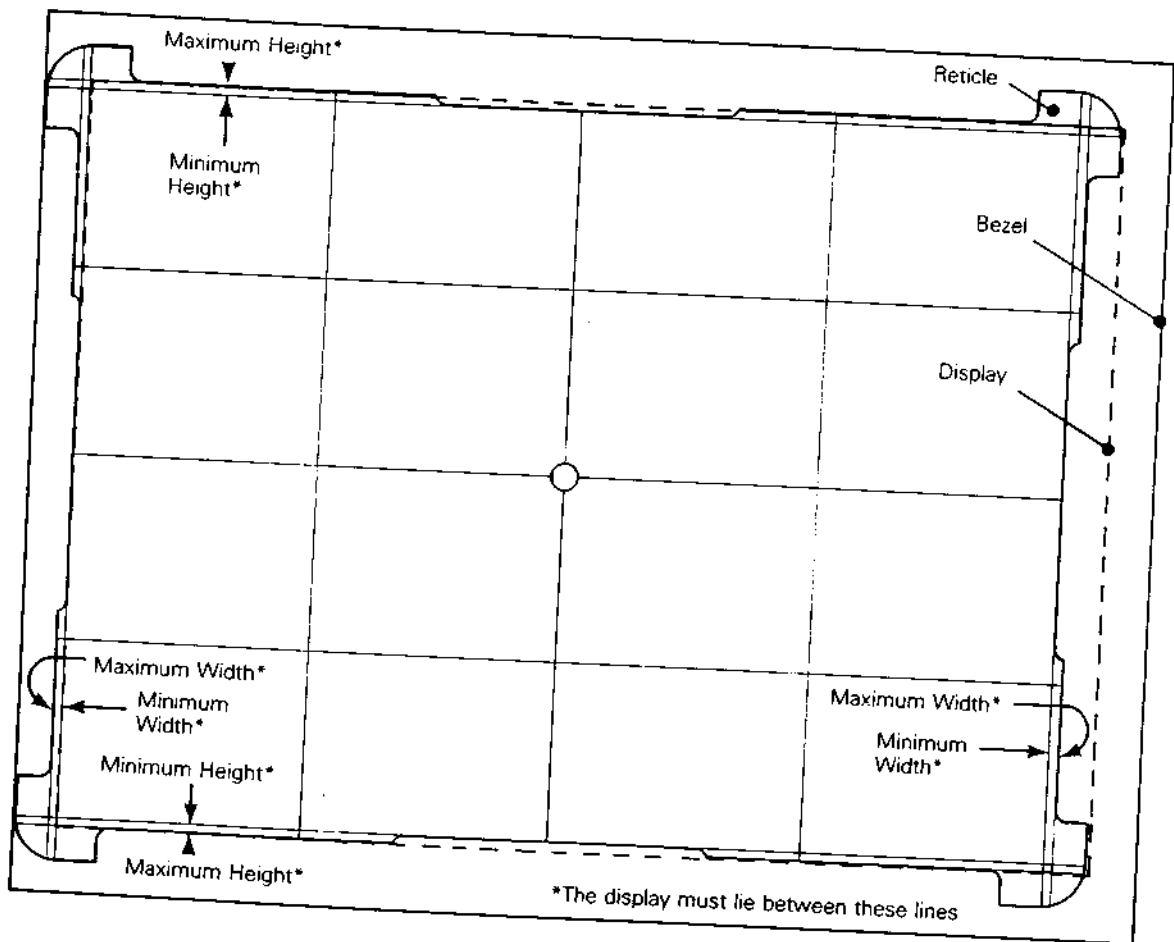 Maximum Height*
Reticle
Minimum
Height*
Bezel
Display
Maximum Width*
Minimum
Width*
Maximum Width*
Minimum
Width*
Minimum Height*
Maximum Height*
*The display must lie between these lines